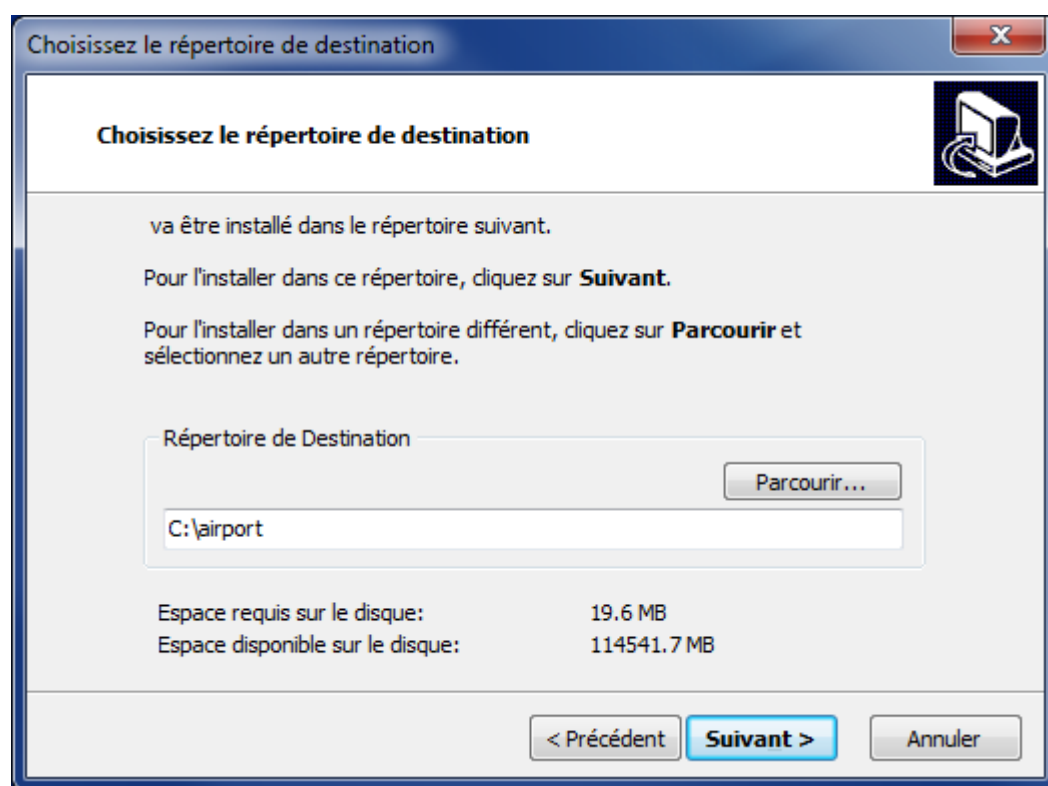 Choisissez le répertoire de destination
Choisissez le répertoire de destination
va être installé dans le répertoire suivant.
Pour l'installer dans ce répertoire, cliquez sur Suivant.
Pour l'installer dans un répertoire différent, cliquez sur Parcourir et
sélectionnez un autre répertoire.
Répertoire de Destination
Parcourir...
C:\airport
Espace requis sur le disque: 19.6 MB
Espace disponible sur le disque: 114541.7 MB
< Précédent Suivant > Annuler